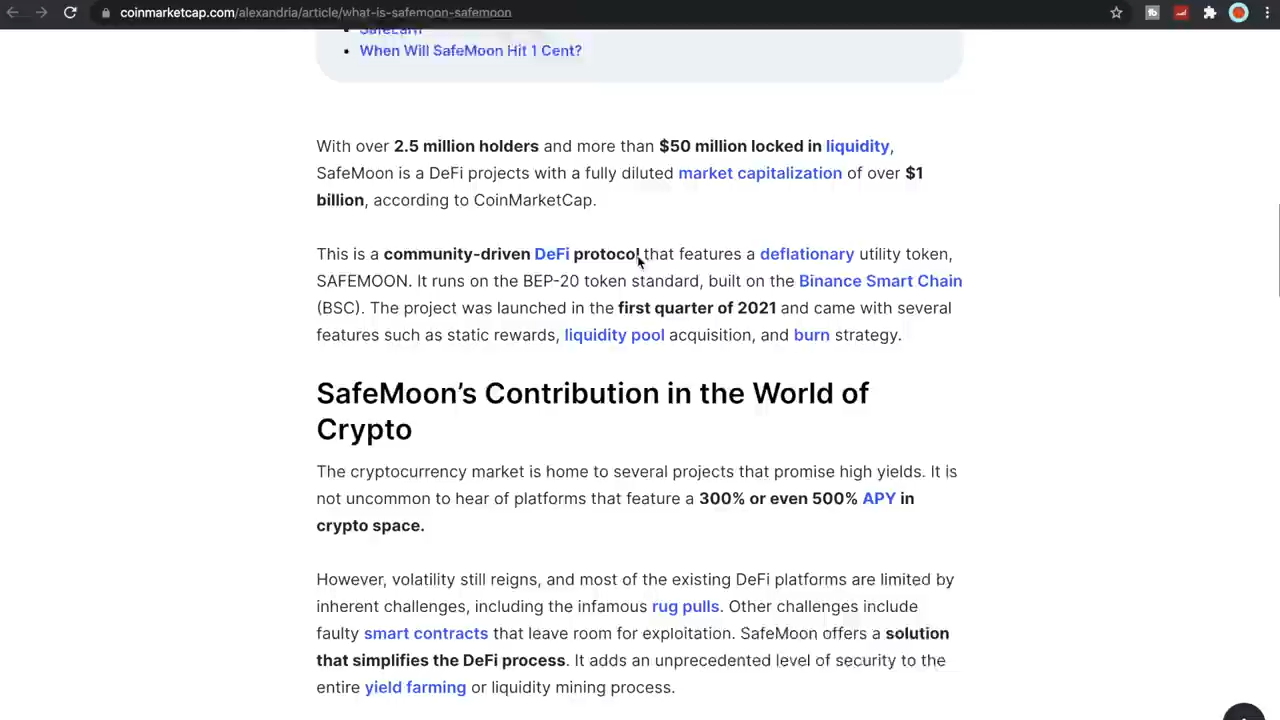 coinmarketcap.com/alexandria/article/what-is-safemoon-safemoon
SafeEarn
When Will SafeMoon Hit 1 Cent?
With over 2.5 million holders and more than $50 million locked in liquidity,
SafeMoon is a DeFi projects with a fully diluted market capitalization of over $1
billion, according to CoinMarketCap.
This is a community-driven DeFi protocol that features a deflationary utility token,
SAFEMOON. It runs on the BEP-20 token standard, built on the Binance Smart Chain
(BSC). The project was launched in the first quarter of 2021 and came with several
features such as static rewards, liquidity pool acquisition, and burn strategy.
SafeMoon’s Contribution in the World of
Crypto
The cryptocurrency market is home to several projects that promise high yields. It is
not uncommon to hear of platforms that feature a 300% or even 500% APY in
crypto space.
However, volatility still reigns, and most of the existing DeFi platforms are limited by
inherent challenges, including the infamous rug pulls. Other challenges include
faulty smart contracts that leave room for exploitation. SafeMoon offers a solution
that simplifies the DeFi process. It adds an unprecedented level of security to the
entire yield farming or liquidity mining process.